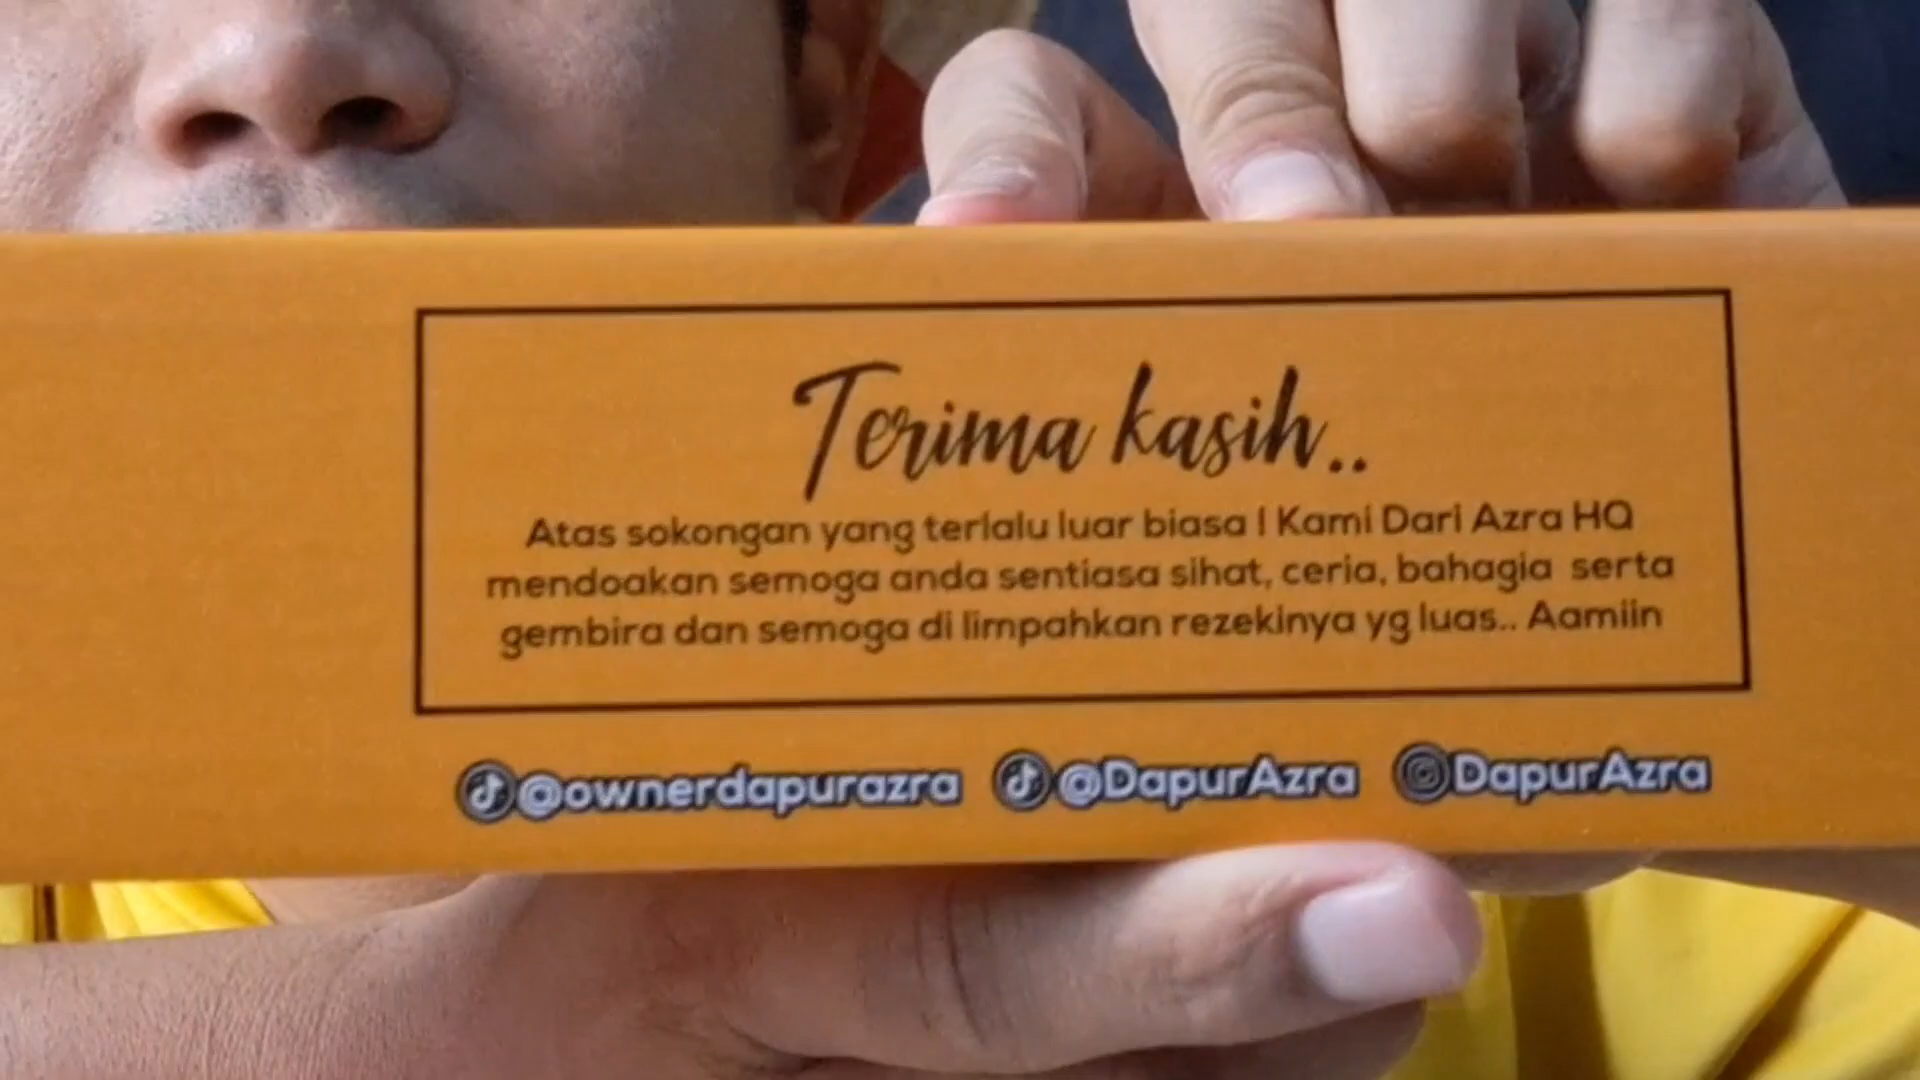 Terima kasih..
Atas sokongan yang terlalu luar biasa ! Kami Dari Azra HQ
mendoakan semoga anda sentiasa sihat, ceria, bahagia serta
gembira dan semoga di limpahkan rezekinya yg luas.. Aamiin
@ownerdapurazra @DapurAzra DapurAzra